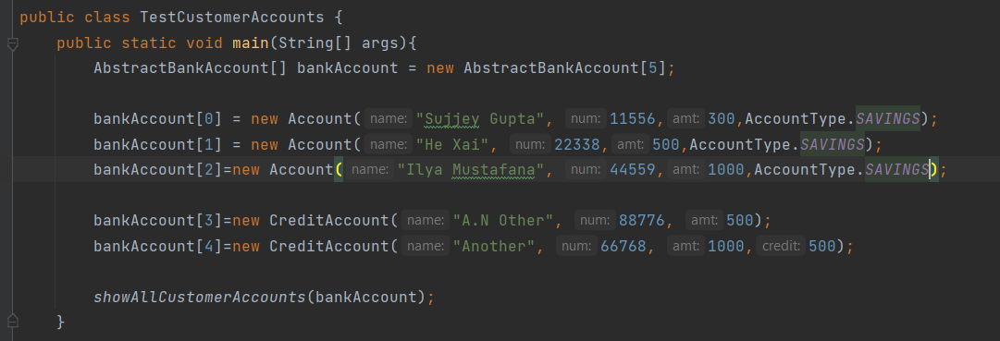 public class TestCustomerAccounts {
public static void main(String[] args){
AbstractBankAccount[] bankAccount = new AbstractBankAccount[5];
bankAccount[0] = new Account( name: "Sujjey Gupta", num: 11556, amt: 300,AccountType.SAVINGS);
bankAccount[1] = new Account( name: "He Xai", num: 22338, amt: 500,AccountType.SAVINGS);
bankAccount[2]=new Account( name: "Ilya Mustafana", num: 44559, amt: 1000,AccountType.SAVINGS);
bankAccount[3]=new CreditAccount( name: "A.N Other", num: 88776, amt: 500);
bankAccount[4]=new CreditAccount( name: "Another", num: 66768, amt: 1000, credit: 500);
showAllCustomerAccounts(bankAccount);
}